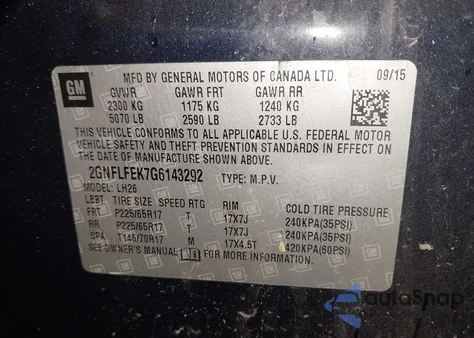 GM
MFD BY GENERAL MOTORS OF CANADA LTD. 09/15
GVWR GAWR FRT GAWR RR
2300 KG 1175 KG 1240 KG
5070 LB 2590 LB 2733 LB
THIS VEHICLE CONFORMS TO ALL APPLICABLE U.S. FEDERAL MOTOR
VEHICLE SAFETY AND THEFT PREVENTION STANDARDS IN EFFECT ON
THE DATE OF MANUFACTURE SHOWN ABOVE.
2GNFLFEK7G6143292 TYPE: M.P.V.
MODEL: LH26
TIRE SIZE SPEED RTG RIM COLD TIRE PRESSURE
FRT P225/65R17 T 17X7J 240KPA(35PSI)
RR P225/65R17 T 17X7J 240KPA(35PSI)
SPA T145/70R17 M 17X4.5T 420KPA(60PSI)
SEE OWNER'S MANUAL FOR MORE INFORMATION.
AutoSnap